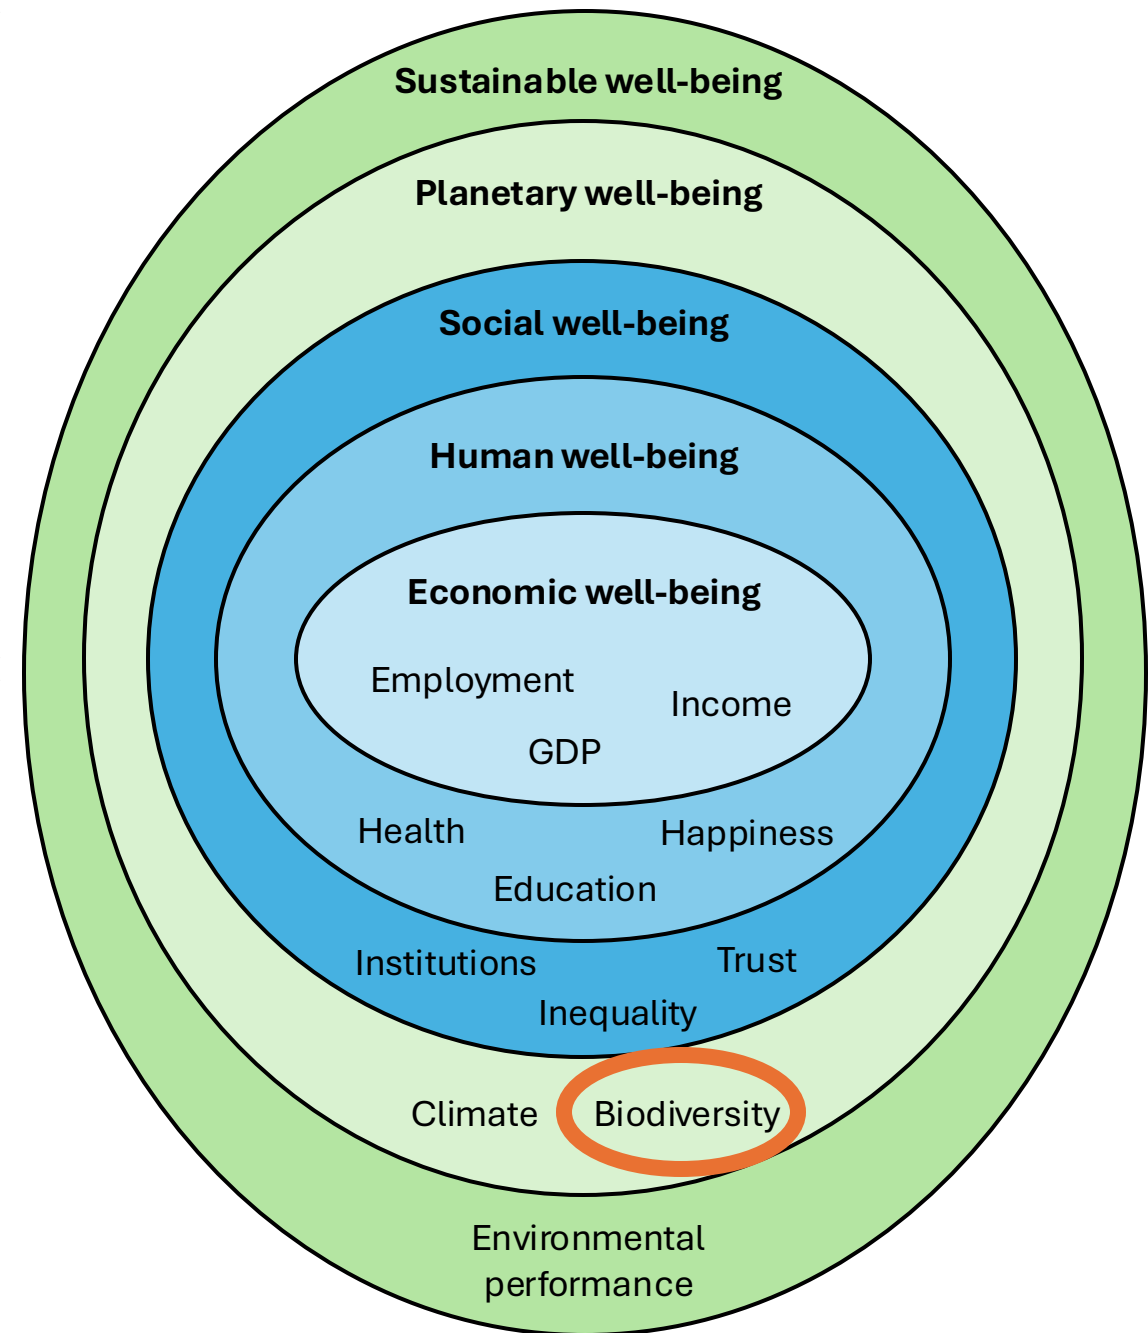 Sustainable well-being
Planetary well-being
Social well-being
Human well-being
Economic well-being
Employment
Income
GDP
Health
Happiness
Education
Institutions
Trust
Inequality
Climate
Biodiversity
Environmental
performance